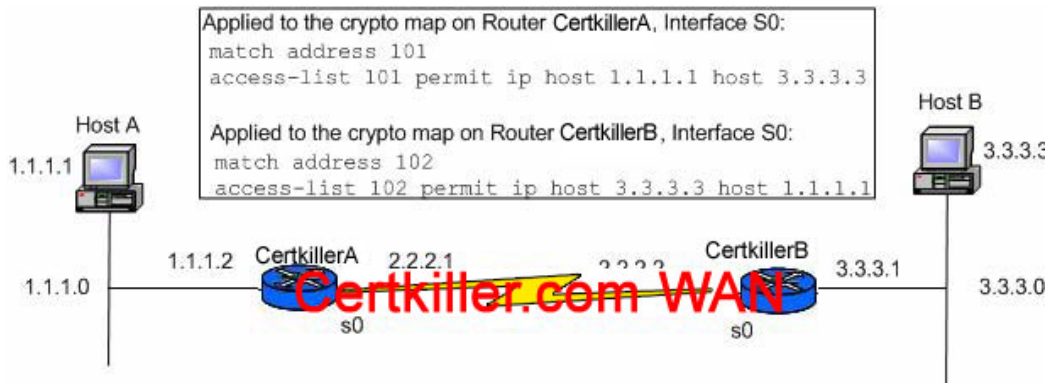 Applied to the crypto map on Router CertkillerA, Interface S0:
match address 101
access-list 101 permit ip host 1.1.1.1 host 3.3.3.3
Applied to the crypto map on Router CertkillerB, Interface S0:
match address 102
access-list 102 permit ip host 3.3.3.3 host 1.1.1.1
Host A
Host B
1.1.1.1
3.3.3.3
1.1.1.0
1.1.1.2
CertkillerA
2.2.2.1
2.2.2.2
CertkillerB
3.3.3.1
3.3.3.0
Certkiller.com WAN
s0
s0